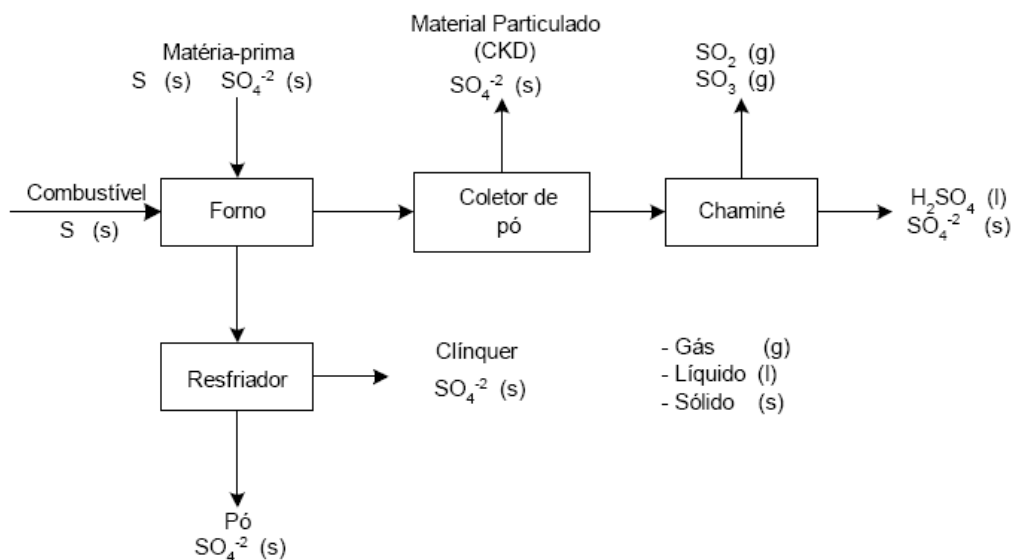 Matéria-prima
S (s) SO₄⁻² (s)
Material Particulado
(CKD)
SO₄⁻² (s)
SO₂ (g)
SO₃ (g)
Combustível
S (s)
Forno
Coletor de
pó
Chaminé
H₂SO₄ (l)
SO₄⁻² (s)
Resfriador
Clínquer
SO₄⁻² (s)
- Gás (g)
- Líquido (l)
- Sólido (s)
Pó
SO₄⁻² (s)